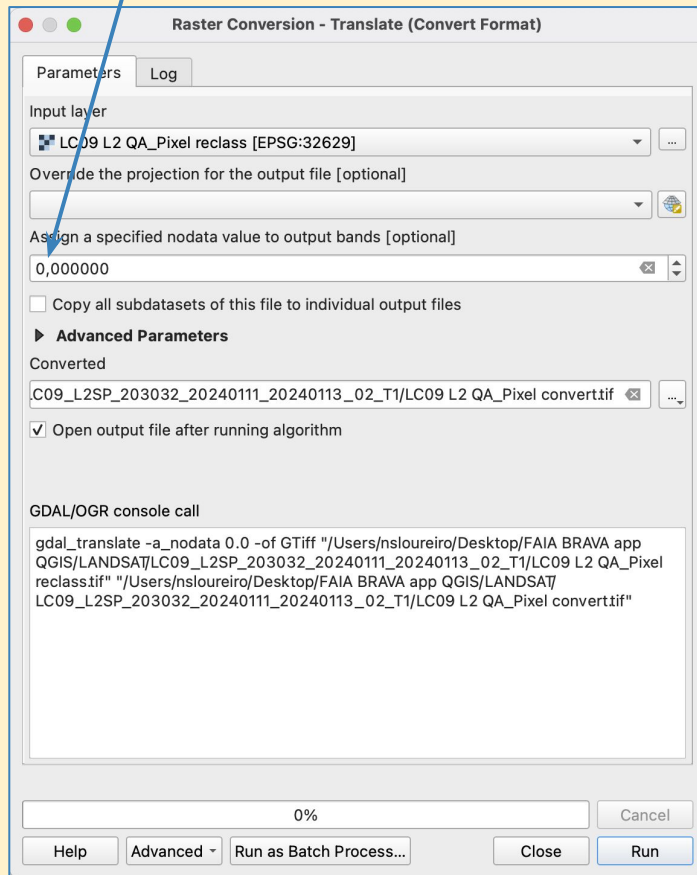 Raster Conversion - Translate (Convert Format)
Parameters
Log
Input layer
LC09 L2 QA_Pixel reclass [EPSG:32629]
...
Override the projection for the output file [optional]
Assign a specified nodata value to output bands [optional]
0,000000
Copy all subdatasets of this file to individual output files
Advanced Parameters
Converted
.C09_L2SP_203032_20240111_20240113_02_T1/LC09 L2 QA_Pixel convert.tif
...
Open output file after running algorithm
GDAL/OGR console call
gdal_translate -a_nodata 0.0 -of GTiff "/Users/nsloureiro/Desktop/FAIA BRAVA app
QGIS/LANDSAT/LC09_L2SP_203032_20240111_20240113_02_T1/LC09 L2 QA_Pixel
reclass.tif" "/Users/nsloureiro/Desktop/FAIA BRAVA app QGIS/LANDSAT/
LC09_L2SP_203032_20240111_20240113_02_T1/LC09 L2 QA_Pixel convert.tif"
0%
Cancel
Help
Advanced
Run as Batch Process...
Close
Run